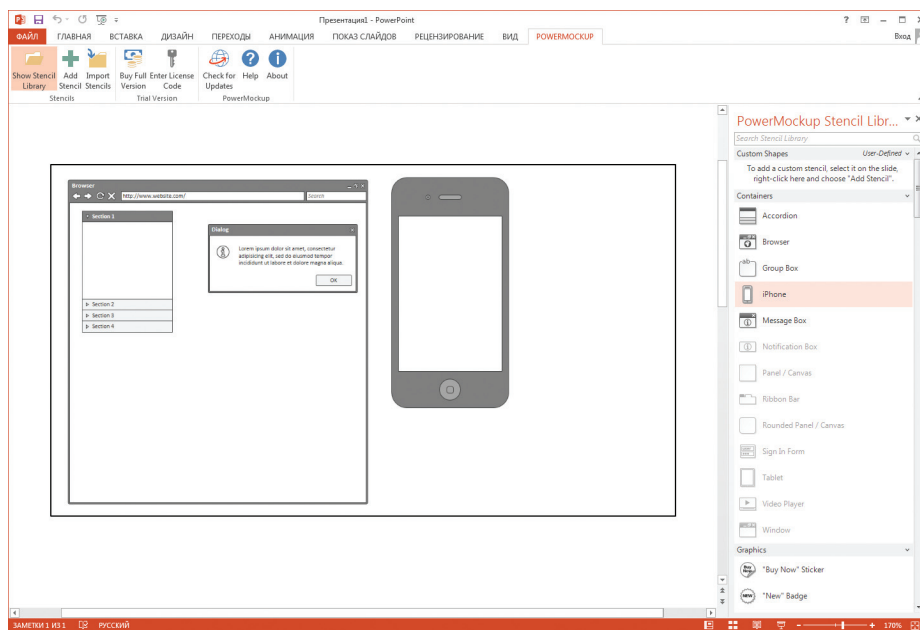 Презентация1 - PowerPoint
ФАЙЛ ГЛАВНАЯ ВСТАВКА ДИЗАЙН ПЕРЕХОДЫ АНИМАЦИЯ ПОКАЗ СЛАЙДОВ РЕЦЕНЗИРОВАНИЕ ВИД POWERMOCKUP Вход
Show Stencil Library
Add Stencil
Import Stencils
Buy Full Version
Enter License Code
Check for Updates
Help
About
Stencils Trial Version PowerMockup
Browser
http://www.website.com/ Search
Section 1
Section 2
Section 3
Section 4
Dialog
Lorem ipsum dolor sit amet, consectetur
adipisicing elit, sed do eiusmod tempor
incididunt ut labore et dolore magna aliqua.
OK
PowerMockup Stencil Libr...
Search Stencil Library
Custom Shapes User-Defined
To add a custom stencil, select it on the slide,
right-click here and choose "Add Stencil".
Containers
Accordion
Browser
ab
Group Box
iPhone
Message Box
Notification Box
Panel / Canvas
Ribbon Bar
Rounded Panel / Canvas
Sign In Form
Tablet
Video Player
Window
Graphics
Buy Now
"Buy Now" Sticker
NEW
"New" Badge
ЗАМЕТКИ 1 ИЗ 1 РУССКИЙ 170%